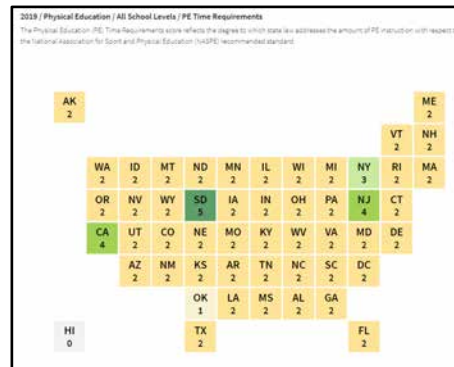 2019 / Physical Education / All School Levels / PE Time Requirements
The Physical Education (PE) Time Requirements score reflects the degree to which state law addresses the amount of PE instruction with respect t
the National Association for Sport and Physical Education (NASPE) recommended standard.
AK ME
2 2
VT NH
2 2
WA ID MT ND MN IL WI MI NY RI MA
2 2 2 2 2 2 2 2 3 2 2
OR NV WY SD IA IN OH PA NJ CT
2 2 2 5 2 2 2 2 4 2
CA UT CO NE MO KY WV VA MD DE
4 2 2 2 2 2 2 2 2 2
AZ NM KS AR TN NC SC DC
2 2 2 2 2 2 2 2
OK LA MS AL GA
1 2 2 2 2
HI TX FL
0 2 2